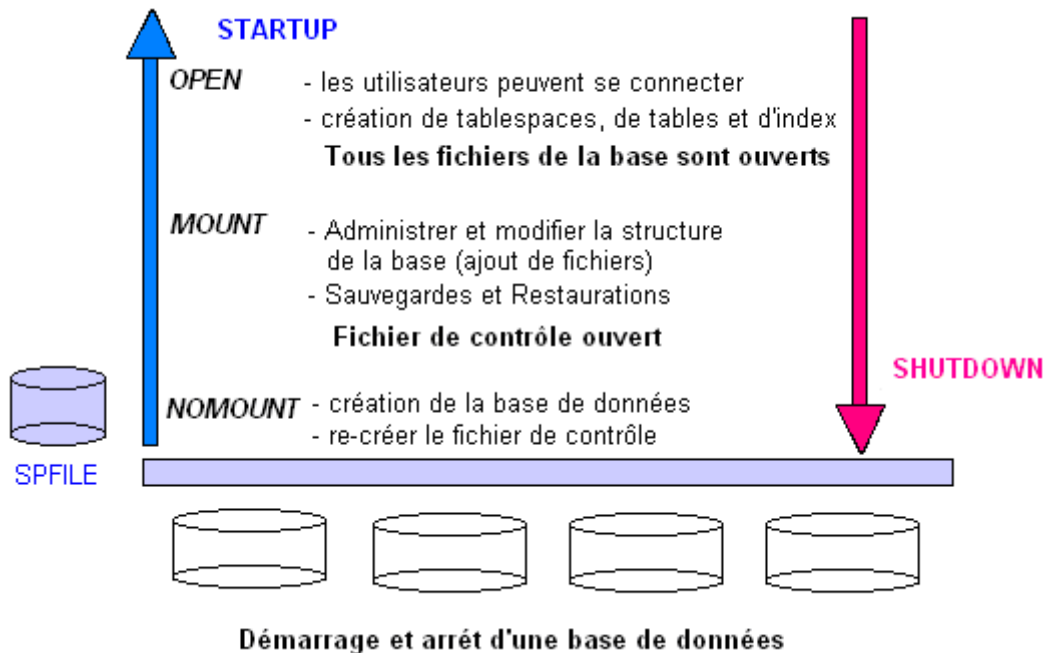 STARTUP
OPEN - les utilisateurs peuvent se connecter
- création de tablespaces, de tables et d'index
Tous les fichiers de la base sont ouverts
MOUNT - Administrer et modifier la structure
de la base (ajout de fichiers)
- Sauvegardes et Restaurations
Fichier de contrôle ouvert
SHUTDOWN
NOMOUNT - création de la base de données
- re-créer le fichier de contrôle
SPFILE
Démarrage et arrét d'une base de données